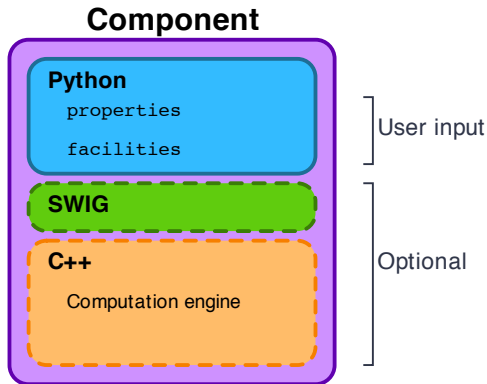 Component
Python
properties
facilities
User input
SWIG
C++
Computation engine
Optional